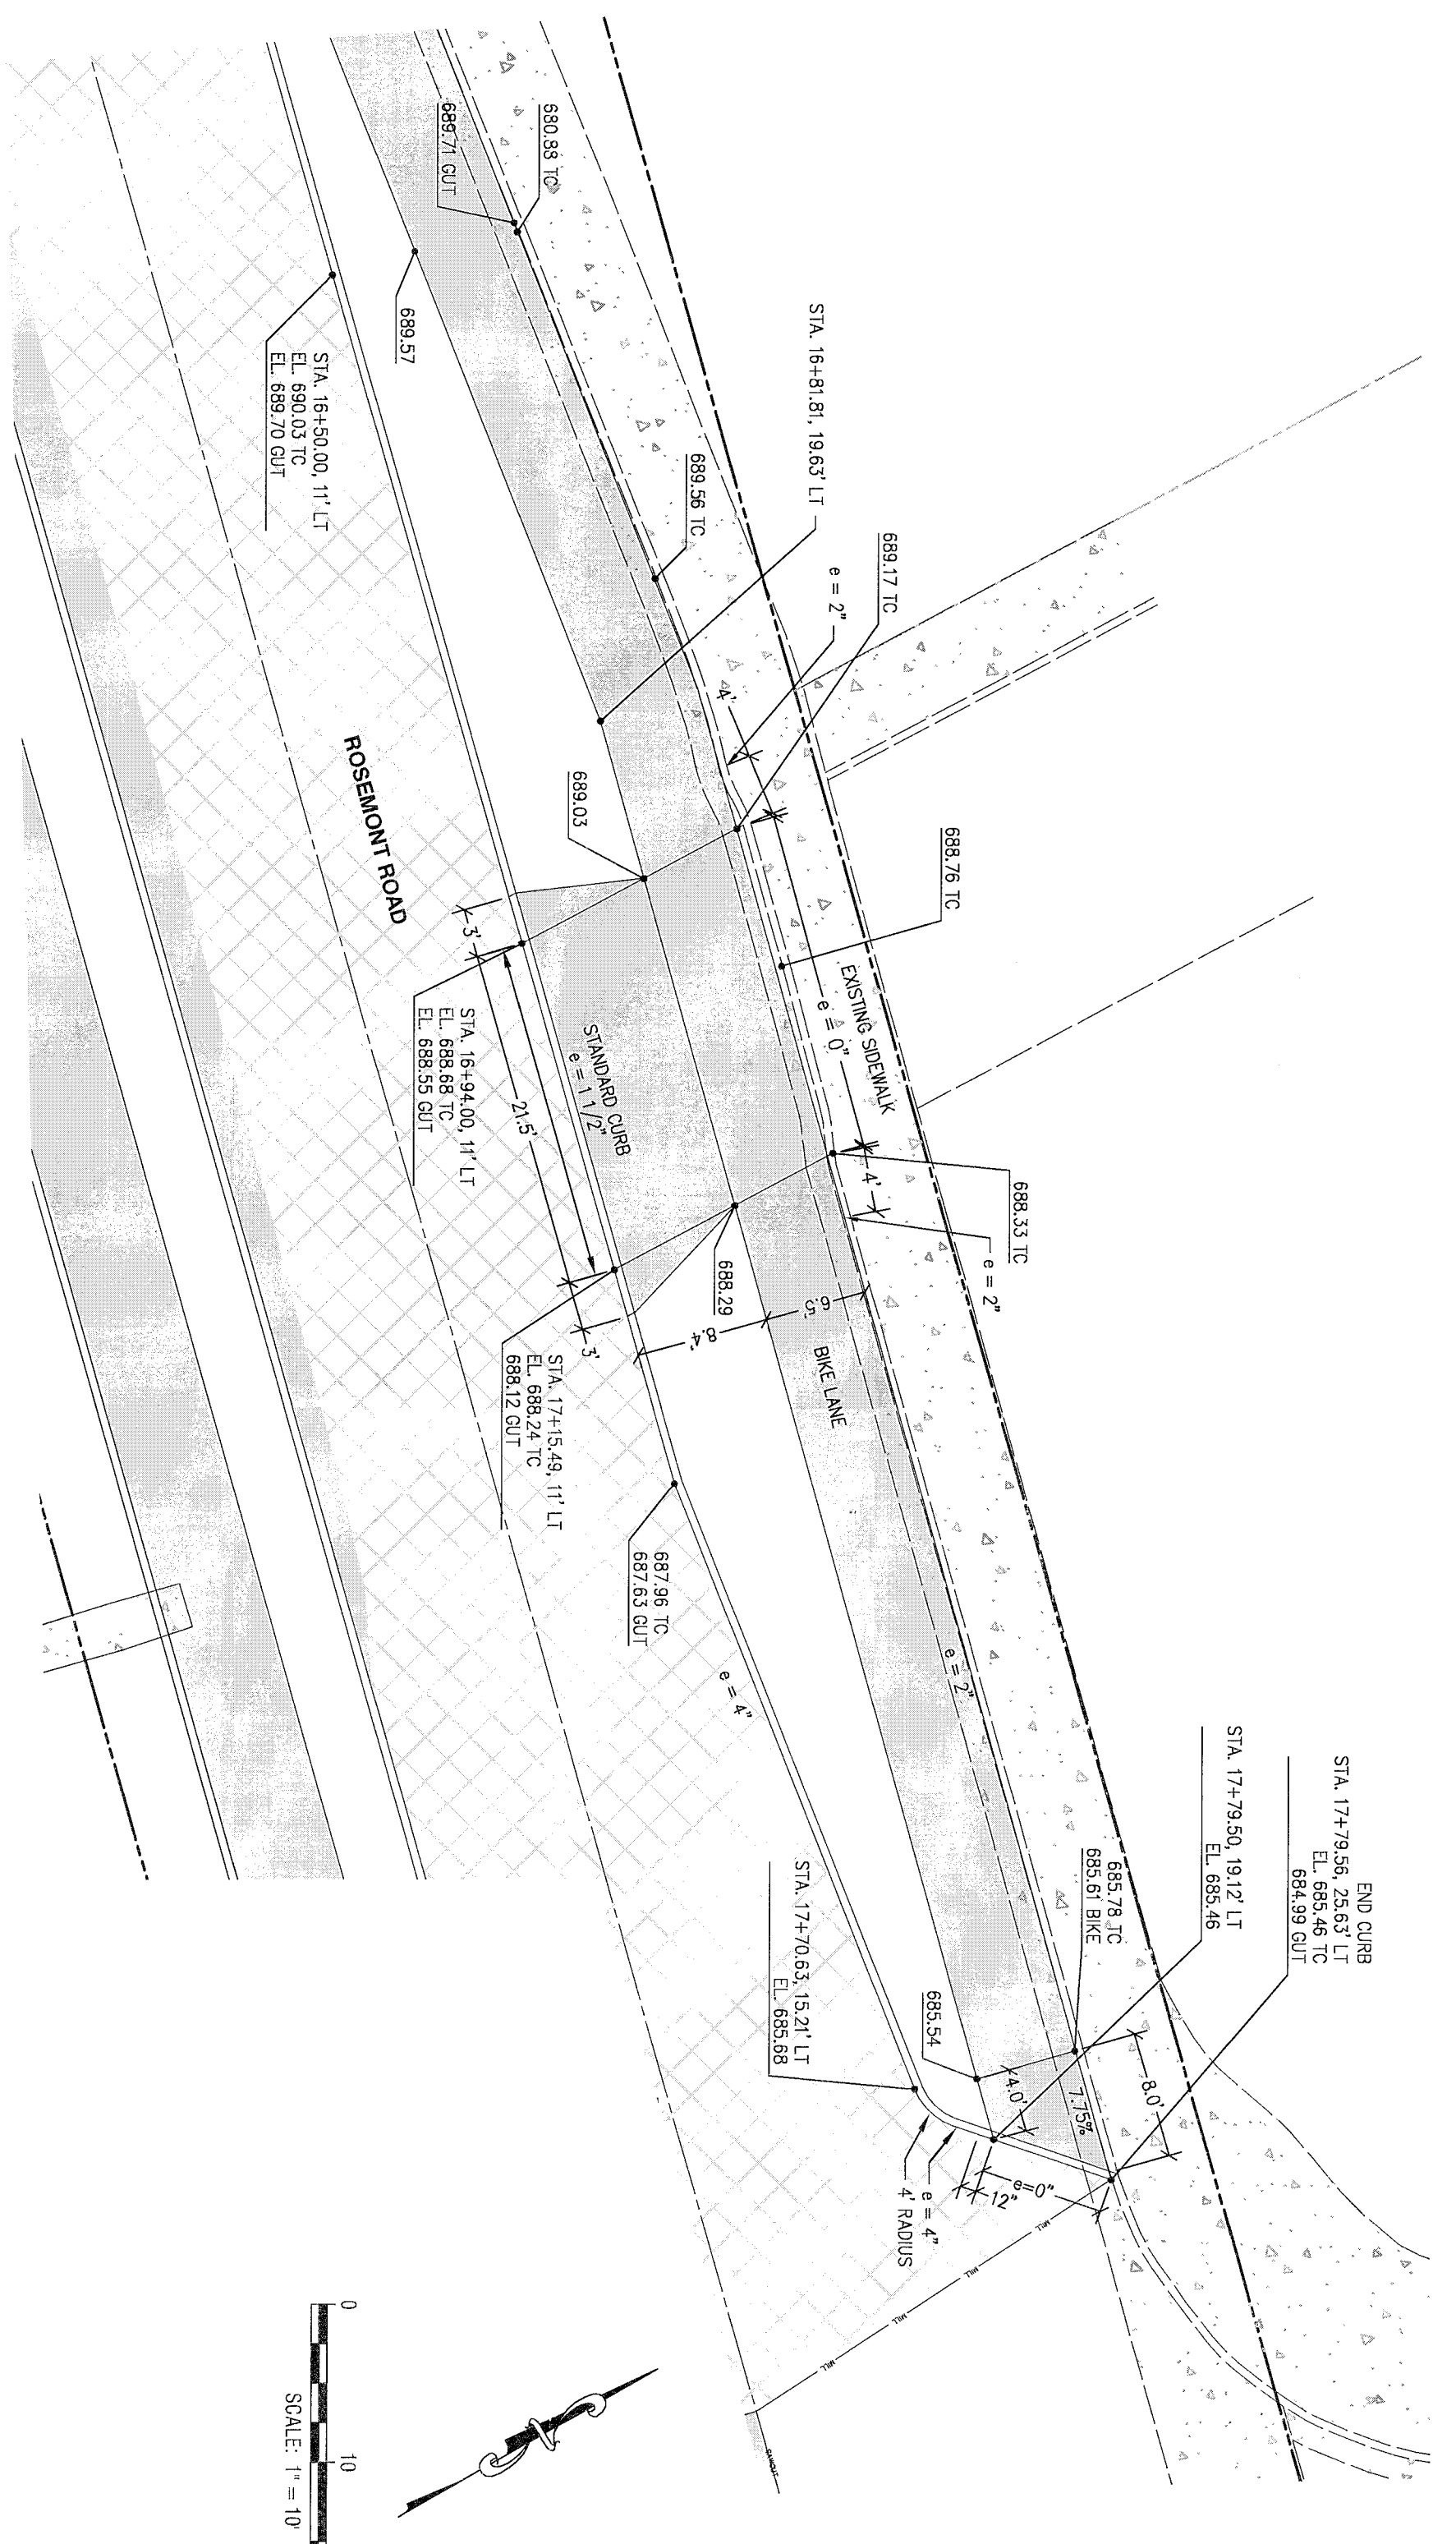 680.88 TC
689.71 GUT
689.57
STA. 16+50.00, 11' LT
EL. 690.03 TC
EL. 689.70 GUT
STA. 16+81.81, 19.63' LT
689.56 TC
689.17 TC
e = 2"
4'
688.76 TC
689.03
ROSEMONT ROAD
EXISTING SIDEWALK
e = 0"
3'
STA. 16+94.00, 11' LT
EL. 688.68 TC
EL. 688.55 GUT
STANDARD CURB
e = 1 1/2"
21.5'
4'
688.33 TC
e = 2"
688.29
6.5'
8.4'
3'
BIKE LANE
STA. 17+15.49, 11' LT
EL. 688.24 TC
688.12 GUT
687.96 TC
687.63 GUT
e = 4"
e = 2"
END CURB
STA. 17+79.56, 25.63' LT
EL. 685.46 TC
684.99 GUT
STA. 17+79.50, 19.12' LT
EL. 685.46
685.78 TC
685.61 BIKE
STA. 17+70.63, 15.21' LT
EL. 685.68
685.54
8.0'
7.75%
4.0'
e=0"
12"
e = 4"
4' RADIUS
MILL
MILL
MILL
MILL
SAWCUT
0 10
SCALE: 1" = 10'